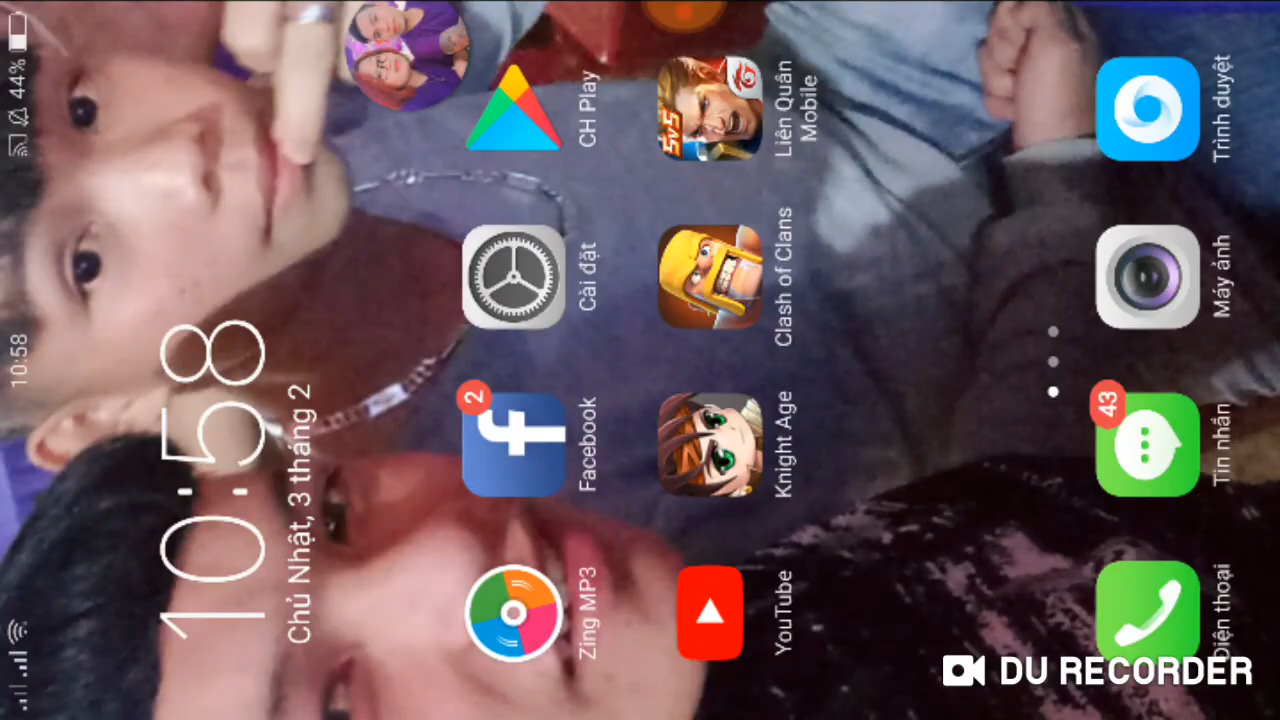 44%
10:58
10:58
Chủ Nhật, 3 tháng 2
Zing MP3
2
Facebook
Cài đặt
CH Play
YouTube
Knight Age
Clash of Clans
5v5
Liên Quân
Mobile
Điện thoại
43
Tin nhắn
Máy ảnh
Trình duyệt
DU RECORDER